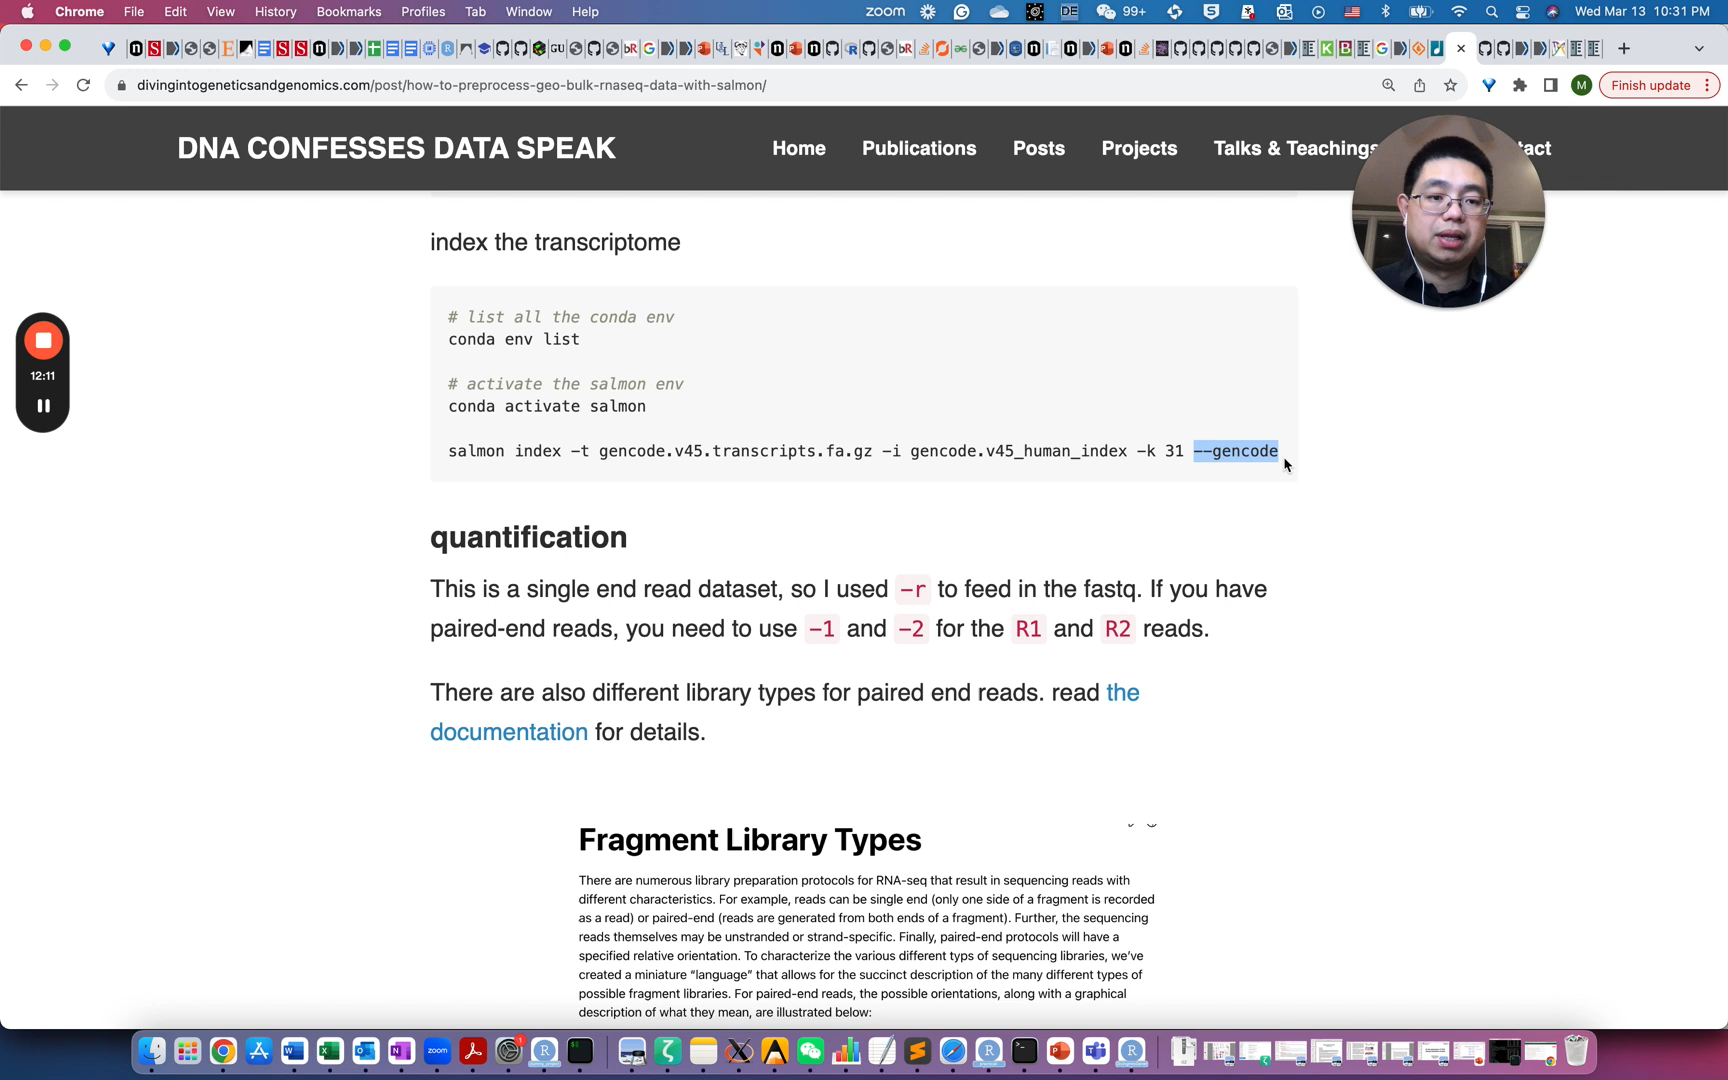 Chrome File Edit View History Bookmarks Profiles Tab Window Help
zoom DE 99+ Wed Mar 13 10:31 PM
divingintogeneticsandgenomics.com/post/how-to-preprocess-geo-bulk-rnaseq-data-with-salmon/
M Finish update
DNA CONFESSES DATA SPEAK
Home Publications Posts Projects Talks & Teachings tact
index the transcriptome
# list all the conda env
conda env list
# activate the salmon env
conda activate salmon
salmon index -t gencode.v45.transcripts.fa.gz -i gencode.v45_human_index -k 31 --gencode
12:11
quantification
This is a single end read dataset, so I used -r to feed in the fastq. If you have
paired-end reads, you need to use -1 and -2 for the R1 and R2 reads.
There are also different library types for paired end reads. read the
documentation for details.
Fragment Library Types
There are numerous library preparation protocols for RNA-seq that result in sequencing reads with
different characteristics. For example, reads can be single end (only one side of a fragment is recorded
as a read) or paired-end (reads are generated from both ends of a fragment). Further, the sequencing
reads themselves may be unstranded or strand-specific. Finally, paired-end protocols will have a
specified relative orientation. To characterize the various different typs of sequencing libraries, we've
created a miniature “language” that allows for the succinct description of the many different types of
possible fragment libraries. For paired-end reads, the possible orientations, along with a graphical
description of what they mean, are illustrated below:
zoom